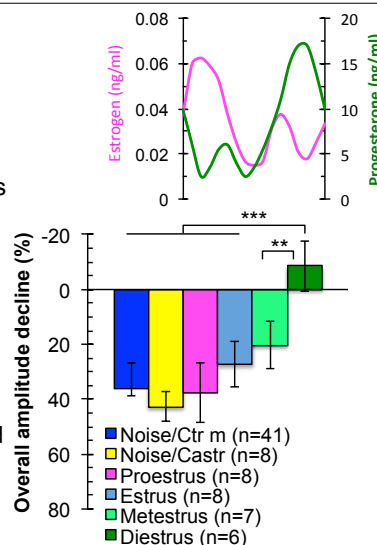 0.08
0.06
0.04
0.02
0
Estrogen (ng/ml)
20
15
10
5
0
Progesterone (ng/ml)
s
***
**
-20
0
20
40
60
80
Overall amplitude decline (%)
Noise/Ctr m (n=41)
Noise/Castr (n=8)
Proestrus (n=8)
Estrus (n=8)
Metestrus (n=7)
Diestrus (n=6)